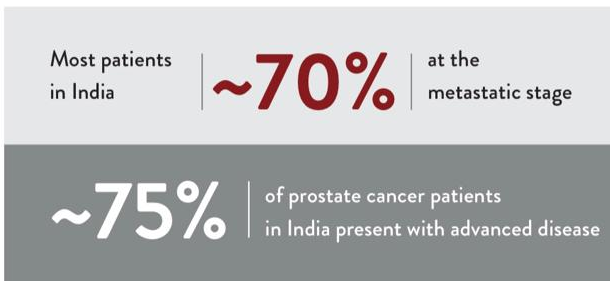 Most patients
in India
~70%
at the
metastatic stage
~75%
of prostate cancer patients
in India present with advanced disease